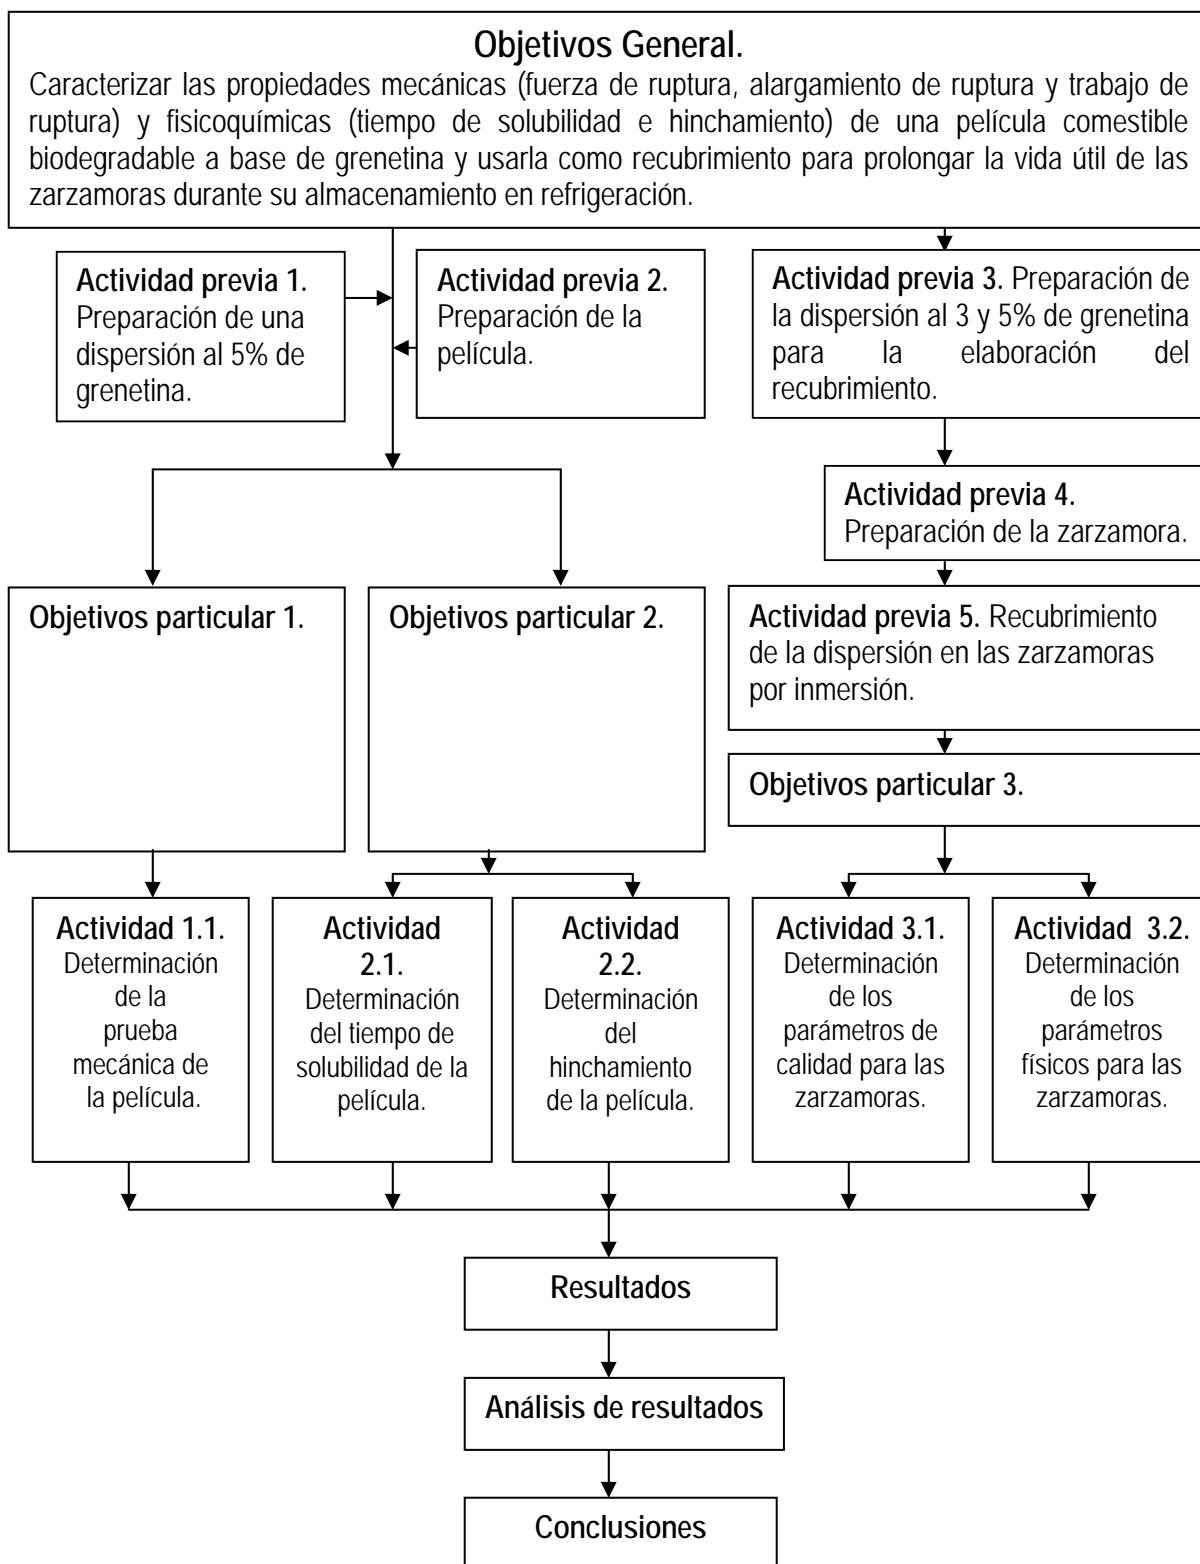 Objetivos General.
Caracterizar las propiedades mecánicas (fuerza de ruptura, alargamiento de ruptura y trabajo de
ruptura) y fisicoquímicas (tiempo de solubilidad e hinchamiento) de una película comestible
biodegradable a base de grenetina y usarla como recubrimiento para prolongar la vida útil de las
zarzamoras durante su almacenamiento en refrigeración.
Actividad previa 1.
Preparación de una
dispersión al 5% de
grenetina.
Actividad previa 2.
Preparación de la
película.
Actividad previa 3. Preparación de
la dispersión al 3 y 5% de grenetina
para la elaboración del
recubrimiento.
Actividad previa 4.
Preparación de la zarzamora.
Actividad previa 5. Recubrimiento
de la dispersión en las zarzamoras
por inmersión.
Objetivos particular 1.
Objetivos particular 2.
Objetivos particular 3.
Actividad 1.1.
Determinación
de la
prueba
mecánica de
la película.
Actividad
2.1.
Determinación
del tiempo de
solubilidad de la
película.
Actividad
2.2.
Determinación
del
hinchamiento
de la película.
Actividad 3.1.
Determinación
de los
parámetros de
calidad para las
zarzamoras.
Actividad 3.2.
Determinación
de los
parámetros
físicos para las
zarzamoras.
Resultados
Análisis de resultados
Conclusiones